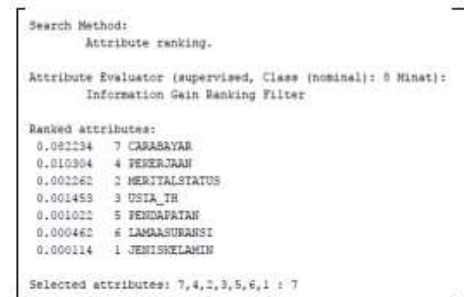 Search Method:
Attribute ranking.
Attribute Evaluator (supervised, Class (nominal): 8 Minat):
Information Gain Ranking Filter
Ranked attributes:
0.082234 7 CARABAYAR
0.010304 4 PEKERJAAN
0.002262 2 MERITALSTATUS
0.001453 3 USIA_TH
0.001022 5 PENDAPATAN
0.000462 6 LAMAASURANSI
0.000114 1 JENISKELAMIN
Selected attributes: 7,4,2,3,5,6,1 : 7